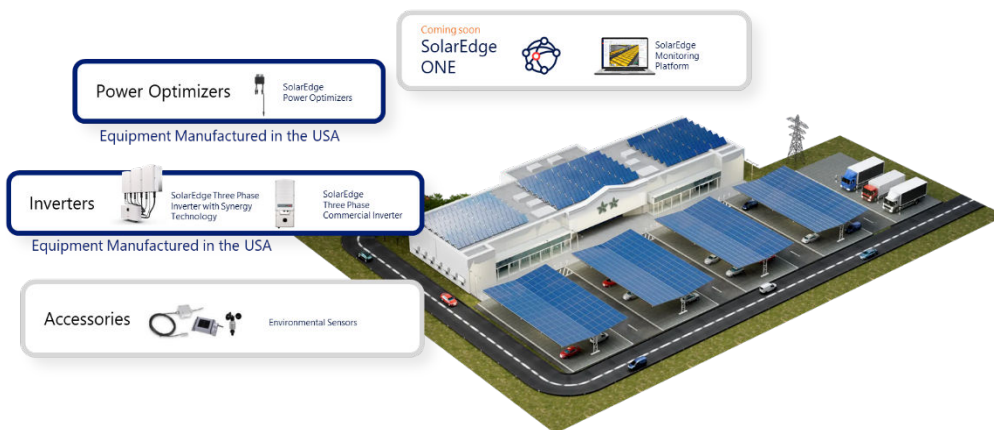 Coming soon
SolarEdge
ONE
SolarEdge
Monitoring
Platform
Power Optimizers
SolarEdge
Power Optimizers
Equipment Manufactured in the USA
Inverters
SolarEdge Three Phase
Inverter with Synergy
Technology
SolarEdge
Three Phase
Commercial Inverter
Equipment Manufactured in the USA
Accessories
Environmental Sensors